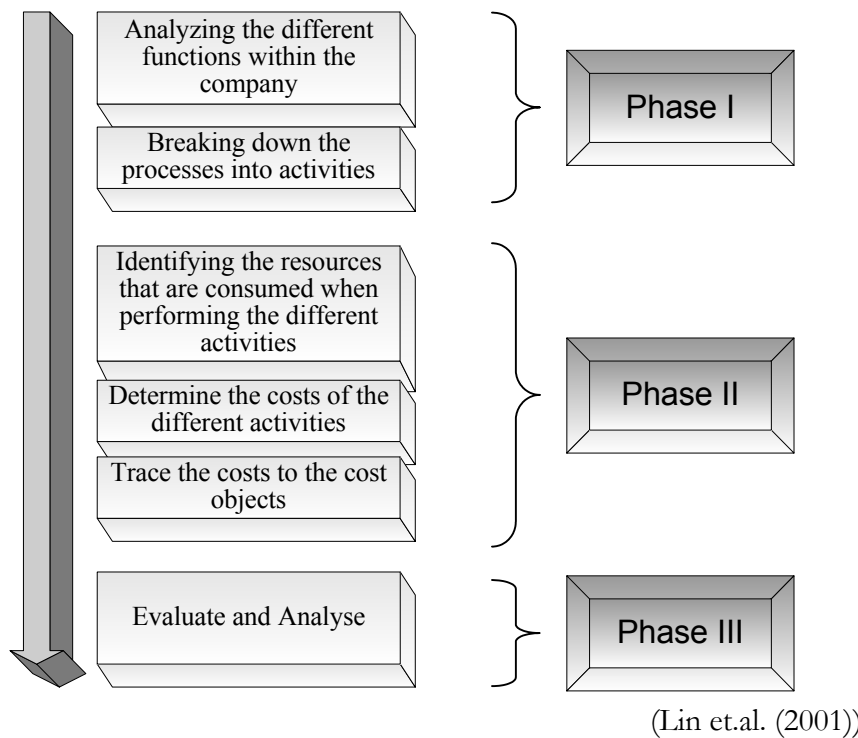 Analyzing the different
functions within the
company
Phase I
Breaking down the
processes into activities
Identifying the resources
that are consumed when
performing the different
activities
Phase II
Determine the costs of the
different activities
Trace the costs to the cost
objects
Evaluate and Analyse
Phase III
(Lin et.al. (2001))